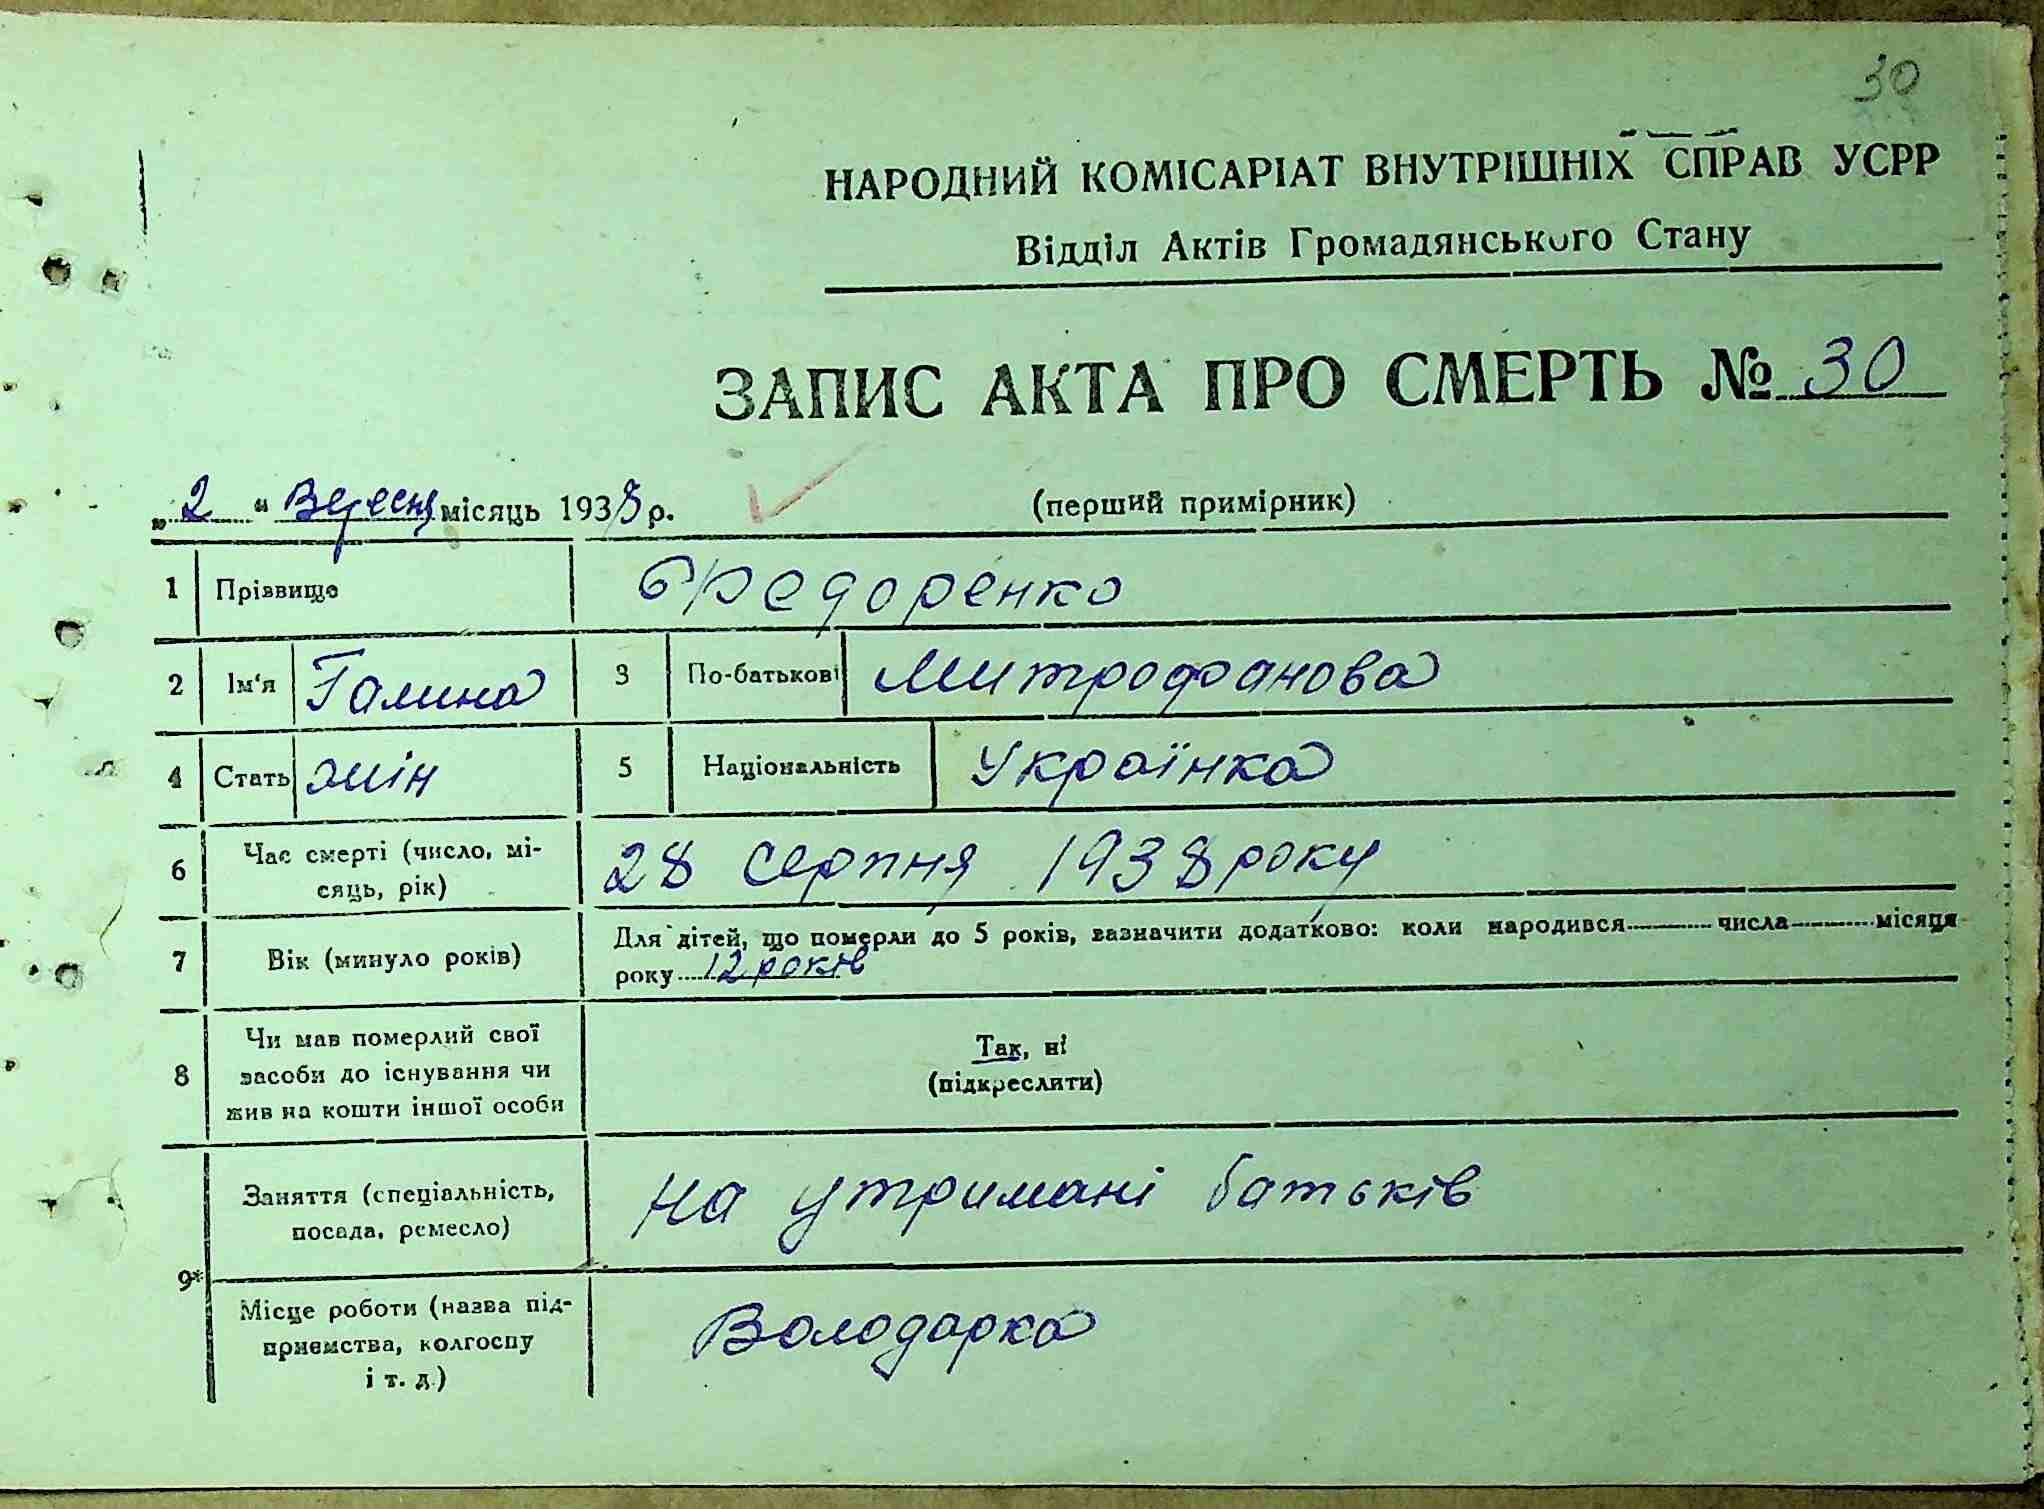 30
НАРОДНИЙ КОМІСАРІАТ ВНУТРІШНІХ СПРАВ УСРР
Відділ Актів Громадянського Стану
ЗАПИС АКТА ПРО СМЕРТЬ № 30
„2“ Вересня місяць 1938 р. (перший примірник)
1 Прізвище Федоренко
2 Ім'я Галина 3 По-батькові Митрофанова
4 Стать жін 5 Національність Українка
6 Час смерті (число, мі-
сяць, рік) 28 серпня 1938 року
7 Вік (минуло років) Для дітей, що померли до 5 років, зазначити додатково: коли народився числа місяця
року 12 років
8 Чи мав померлий свої
засоби до існування чи
жив на кошти іншої особи
Так, ні
(підкреслити)
9* Заняття (спеціальність,
посада, ремесло) на утримані батьків
Місце роботи (назва під-
приємства, колгоспу
і т. д.) Володарка